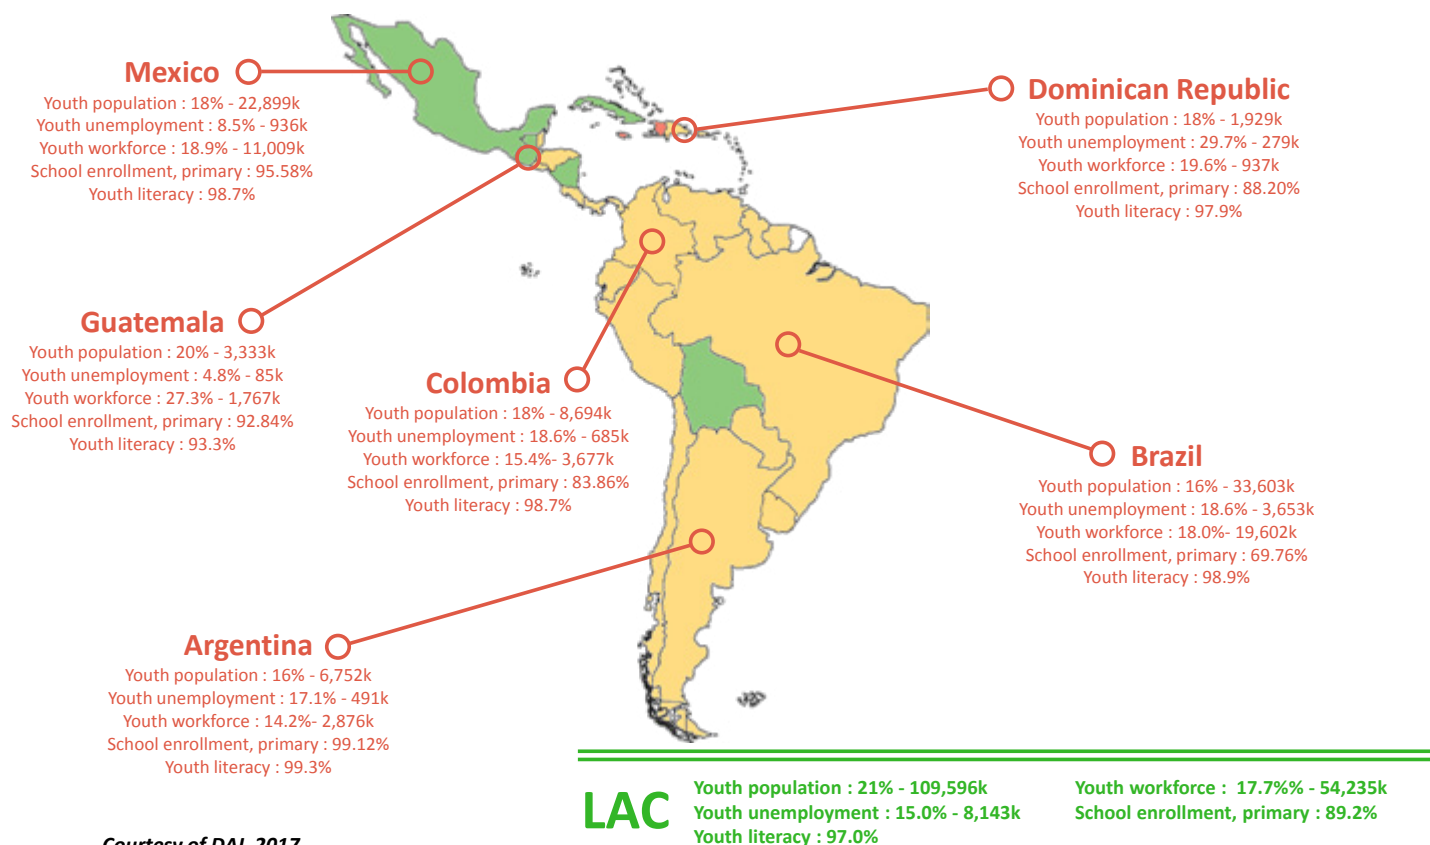 Mexico
Youth population : 18% - 22,899k
Youth unemployment : 8.5% - 936k
Youth workforce : 18.9% - 11,009k
School enrollment, primary : 95.58%
Youth literacy : 98.7%
Dominican Republic
Youth population : 18% - 1,929k
Youth unemployment : 29.7% - 279k
Youth workforce : 19.6% - 937k
School enrollment, primary : 88.20%
Youth literacy : 97.9%
Guatemala
Youth population : 20% - 3,333k
Youth unemployment : 4.8% - 85k
Youth workforce : 27.3% - 1,767k
School enrollment, primary : 92.84%
Youth literacy : 93.3%
Colombia
Youth population : 18% - 8,694k
Youth unemployment : 18.6% - 685k
Youth workforce : 15.4%- 3,677k
School enrollment, primary : 83.86%
Youth literacy : 98.7%
Brazil
Youth population : 16% - 33,603k
Youth unemployment : 18.6% - 3,653k
Youth workforce : 18.0%- 19,602k
School enrollment, primary : 69.76%
Youth literacy : 98.9%
Argentina
Youth population : 16% - 6,752k
Youth unemployment : 17.1% - 491k
Youth workforce : 14.2%- 2,876k
School enrollment, primary : 99.12%
Youth literacy : 99.3%
LAC
Youth population : 21% - 109,596k
Youth unemployment : 15.0% - 8,143k
Youth literacy : 97.0%
Youth workforce : 17.7%% - 54,235k
School enrollment, primary : 89.2%
Courtesy of DAI, 2017